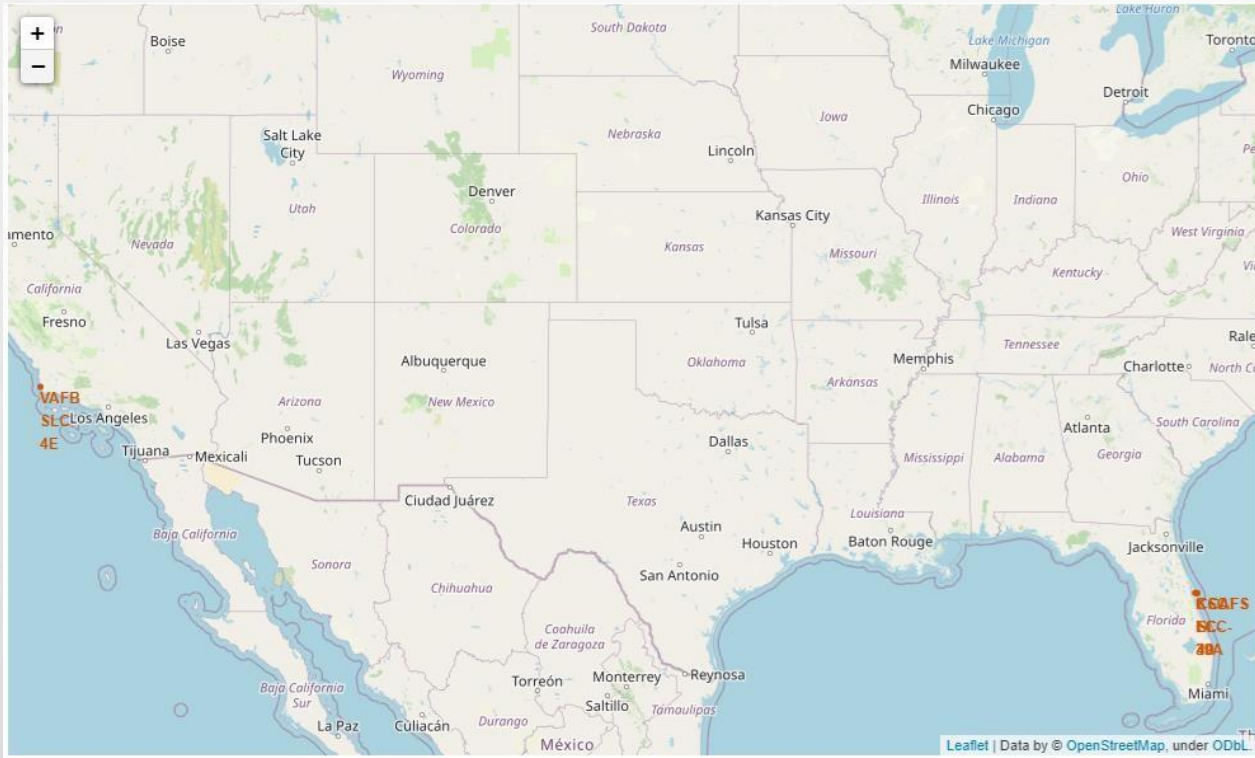 +
−
Boise
South Dakota
Lake Huron
Lake Michigan
Toronto
Milwaukee
Wyoming
Detroit
Chicago
Iowa
Nebraska
Salt Lake
City
Lincoln
Ohio
Denver
Illinois
Indiana
Utah
Kansas City
Colorado
Nevada
Kansas
Missouri
West Virginia
Kentucky
California
Fresno
Las Vegas
Tulsa
Tennessee
Albuquerque
Oklahoma
Memphis
Charlotte
Arkansas
VAFB
SLC
4E
Los Angeles
Arizona
New Mexico
Atlanta
South Carolina
Phoenix
Dallas
Tijuana
Mexicali
Tucson
Mississippi
Alabama
Georgia
Ciudad Juárez
Texas
Louisiana
Austin
Baja California
Houston
Baton Rouge
Jacksonville
Sonora
San Antonio
Chihuahua
Florida
Coahuila
de Zaragoza
Torreón
Monterrey
Reynosa
Baja California
Sur
Saltillo
Tamaulipas
Miami
La Paz
Culiacán
Durango
México
Leaflet | Data by © OpenStreetMap, under ODbL.